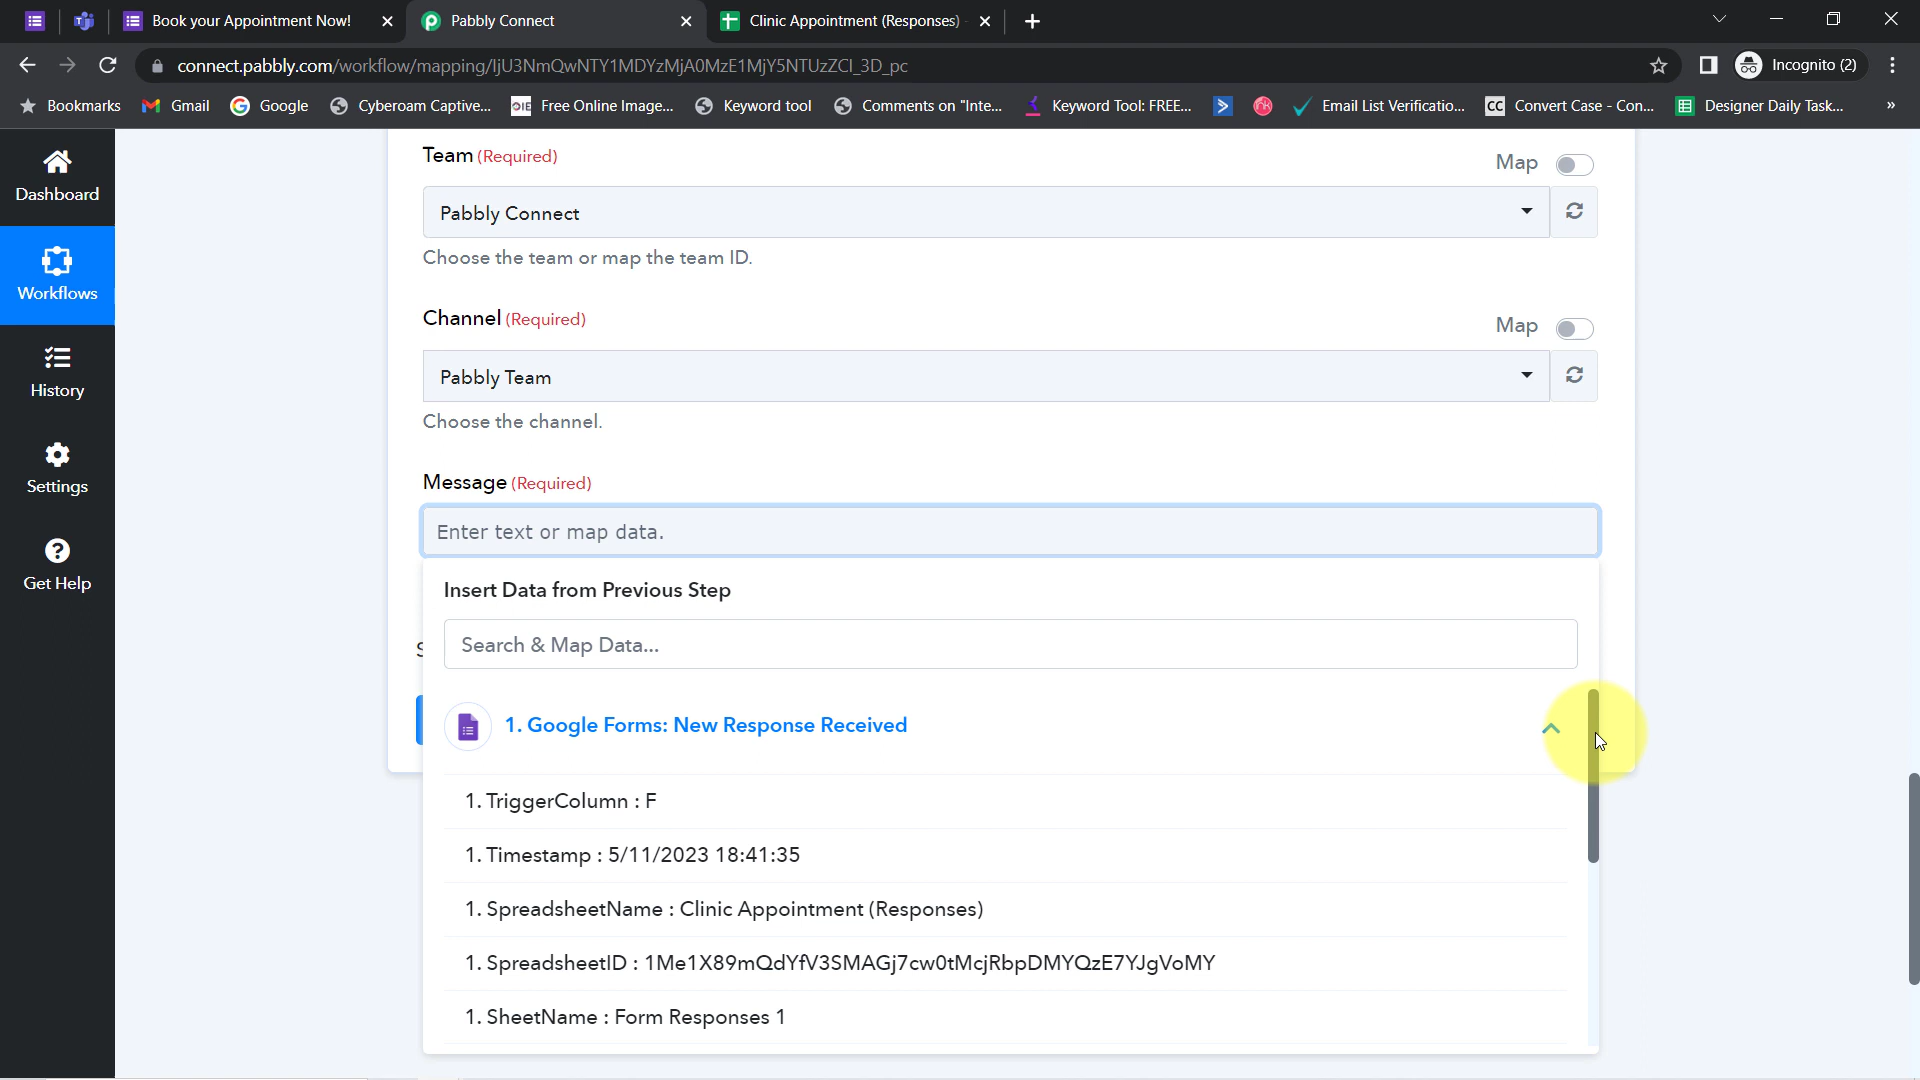 Book your Appointment Now!
Pabbly Connect
Clinic Appointment (Responses)
connect.pabbly.com/workflow/mapping/IjU3NmQwNTY1MDYzMjA0MzE1MjY5NTUzZCI_3D_pc
Incognito (2)
Bookmarks
Gmail
Google
Cyberoam Captive...
OIE
Free Online Image...
Keyword tool
Comments on "Inte...
Keyword Tool: FREE...
Email List Verificatio...
CC
Convert Case - Con...
Designer Daily Task...
»
Dashboard
Workflows
History
Settings
Get Help
Team (Required)
Map
Pabbly Connect
Choose the team or map the team ID.
Channel (Required)
Map
Pabbly Team
Choose the channel.
Message (Required)
Enter text or map data.
Insert Data from Previous Step
Search & Map Data...
1. Google Forms: New Response Received
1. TriggerColumn : F
1. Timestamp : 5/11/2023 18:41:35
1. SpreadsheetName : Clinic Appointment (Responses)
1. SpreadsheetID : 1Me1X89mQdYfV3SMAGj7cw0tMcjRbpDMYQzE7YJgVoMY
1. SheetName : Form Responses 1